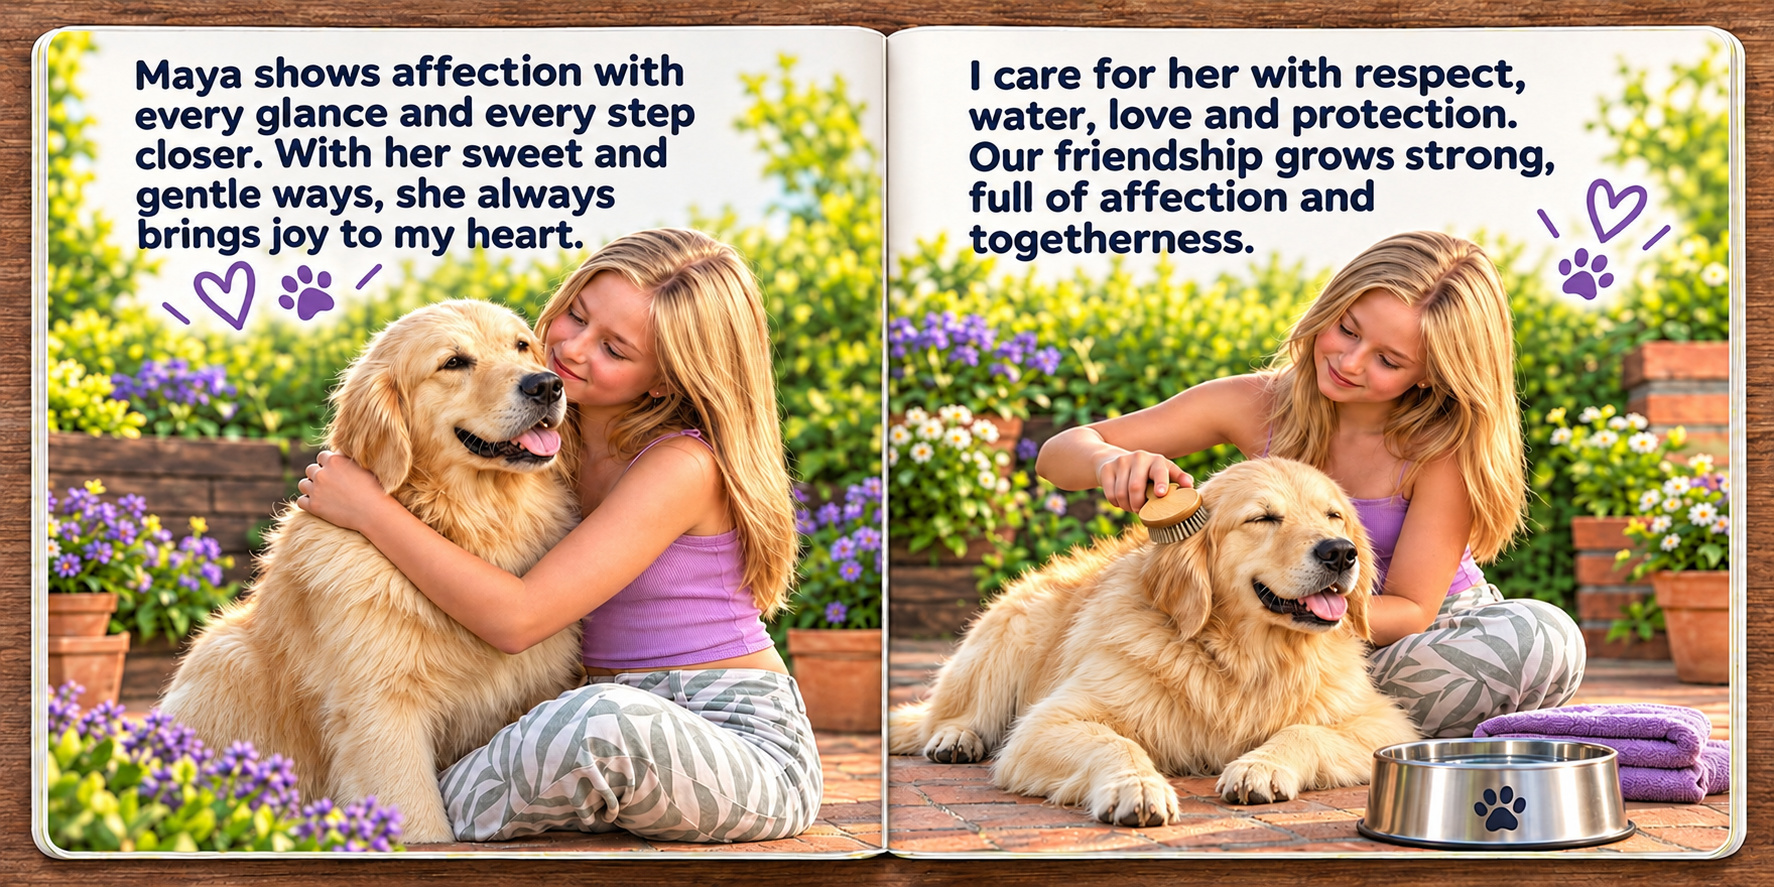 Maya shows affection with
every glance and every step
closer. With her sweet and
gentle ways, she always
brings joy to my heart.
I care for her with respect,
water, love and protection.
Our friendship grows strong,
full of affection and
togetherness.